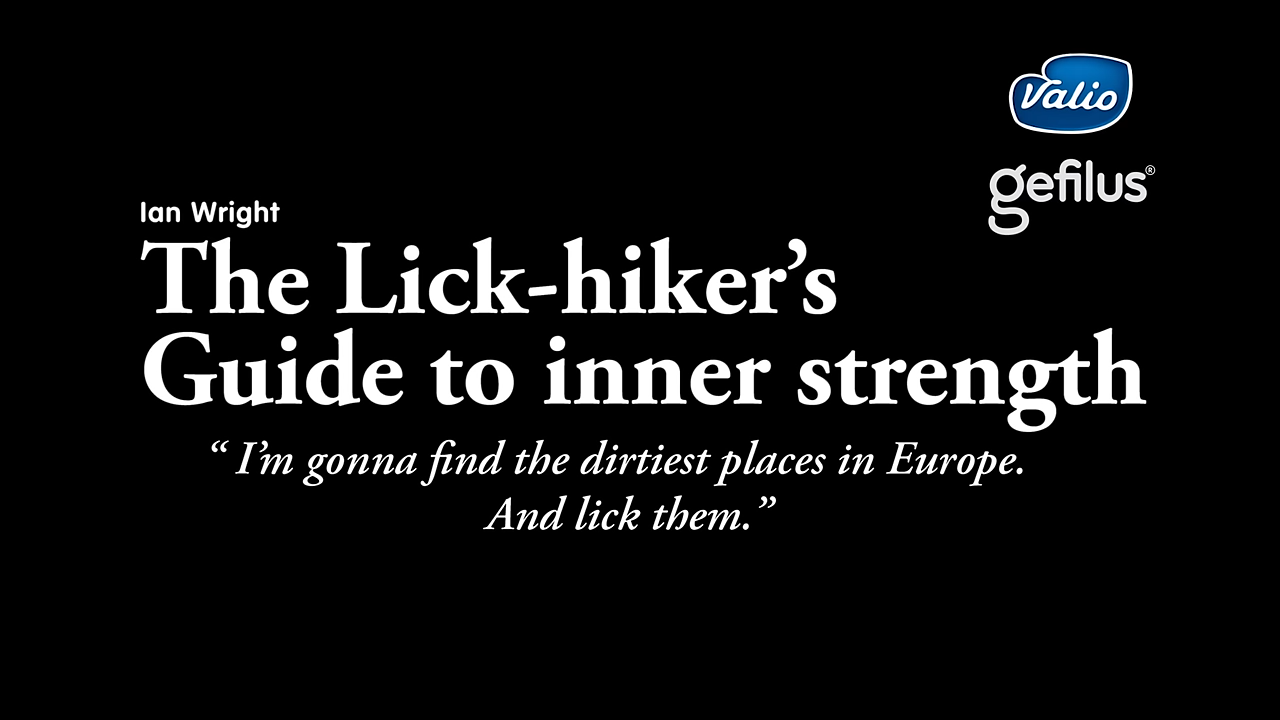 Valio
gefilus®
Ian Wright
The Lick-hiker’s
Guide to inner strength
“ I’m gonna find the dirtiest places in Europe.
And lick them.”